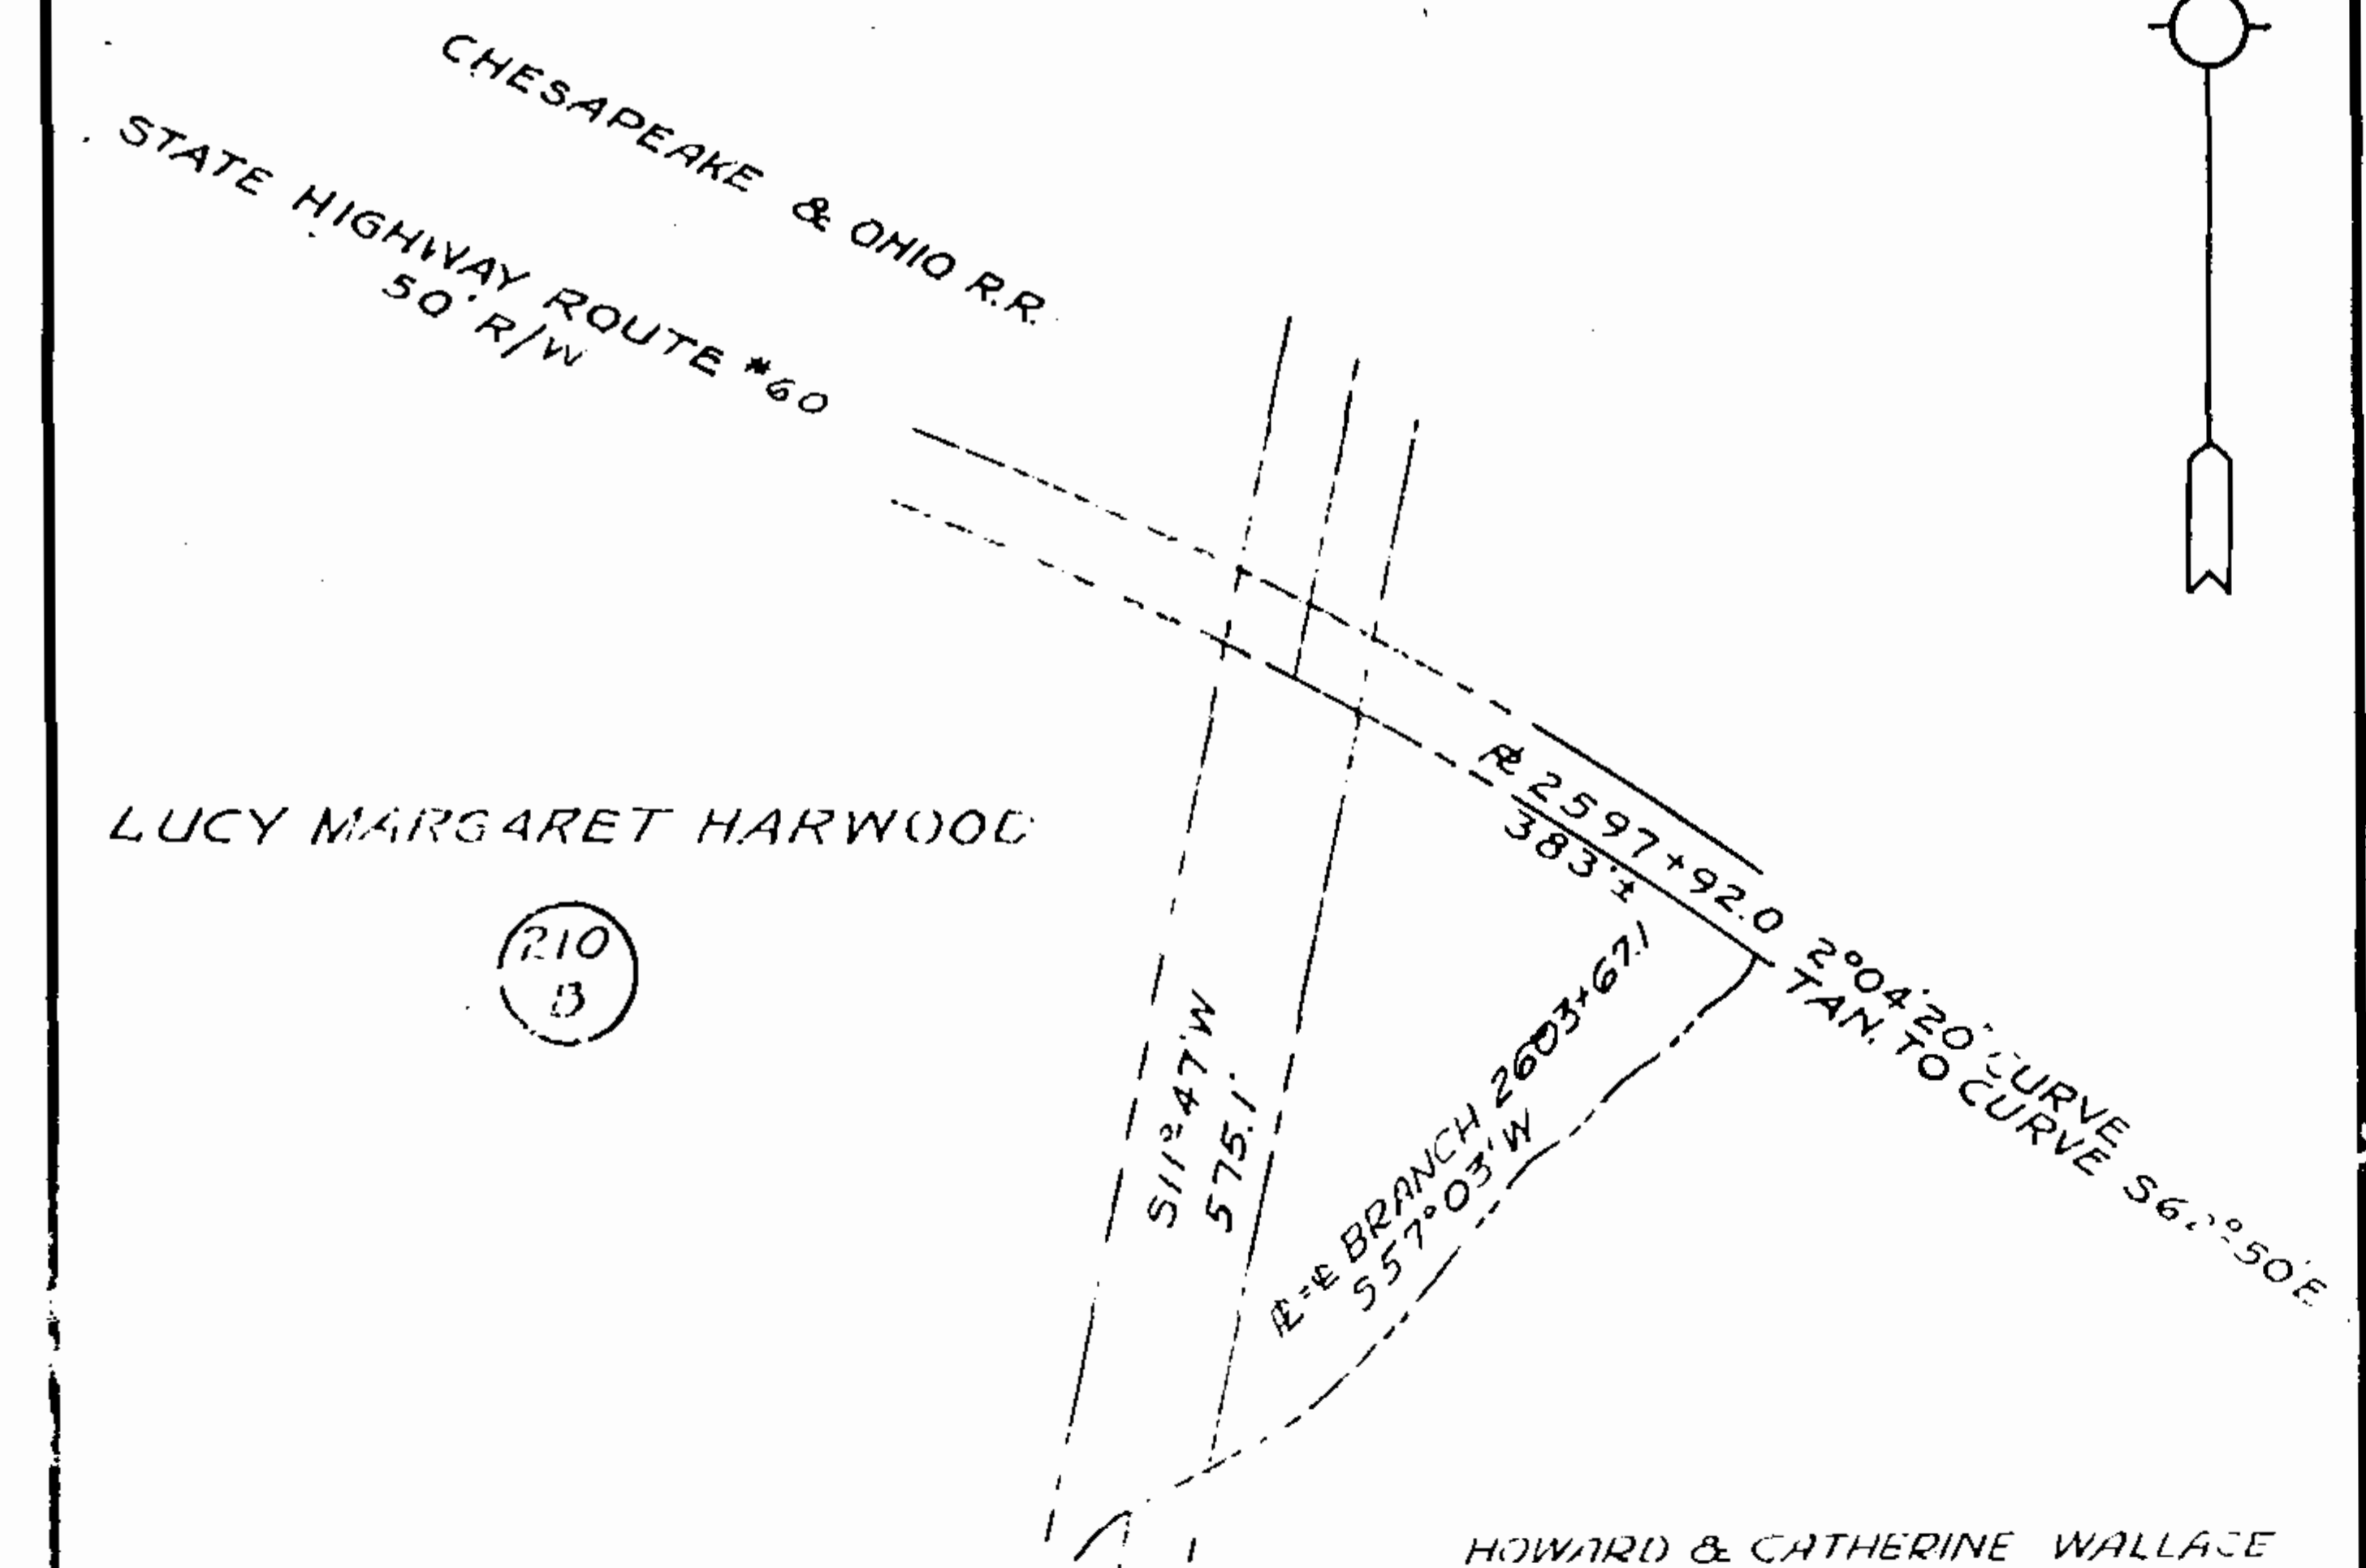 CHESAPEAKE & OHIO R.R.
STATE HIGHWAY ROUTE #60
50' R/W
LUCY MARGARET HARWOOD
210
B
℞ 2597+92.0 2°04'20" CURVE
383'±
TAN. TO CURVE
S11°47'W
575.1'
℞=℄ BRANCH 2603+67.1
S57°03'W
HOWARD & CATHERINE WALLACE